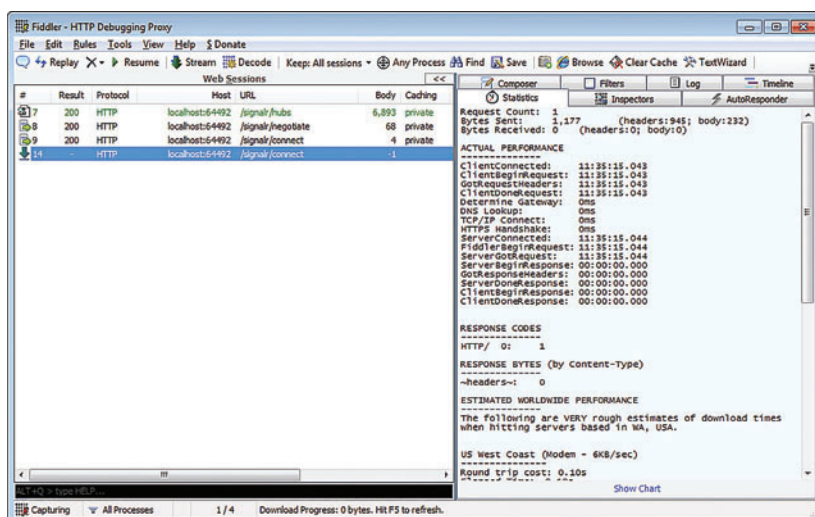 Fiddler - HTTP Debugging Proxy
File Edit Rules Tools View Help $ Donate
Replay Resume Stream Decode Keep: All sessions Any Process Find Save Browse Clear Cache TextWizard
Web Sessions <<
# Result Protocol Host URL Body Caching
7 200 HTTP localhost:64492 /signalr/hubs 6,893 private
8 200 HTTP localhost:64492 /signalr/negotiate 68 private
9 200 HTTP localhost:64492 /signalr/connect 4 private
14 - HTTP localhost:64492 /signalr/connect -1
ALT+Q > type HELP...
Composer Filters Log Timeline
Statistics Inspectors AutoResponder
Request Count: 1
Bytes Sent: 1,177 (headers:945; body:232)
Bytes Received: 0 (headers:0; body:0)
ACTUAL PERFORMANCE
--------------
ClientConnected: 11:35:15.043
ClientBeginRequest: 11:35:15.043
GotRequestHeaders: 11:35:15.043
ClientDoneRequest: 11:35:15.043
Determine Gateway: 0ms
DNS Lookup: 0ms
TCP/IP Connect: 0ms
HTTPS Handshake: 0ms
ServerConnected: 11:35:15.044
FiddlerBeginRequest: 11:35:15.044
ServerGotRequest: 11:35:15.044
ServerBeginResponse: 00:00:00.000
GotResponseHeaders: 00:00:00.000
ServerDoneResponse: 00:00:00.000
ClientBeginResponse: 00:00:00.000
ClientDoneResponse: 00:00:00.000
RESPONSE CODES
--------------
HTTP/ 0: 1
RESPONSE BYTES (by Content-Type)
--------------
~headers~: 0
ESTIMATED WORLDWIDE PERFORMANCE
--------------
The following are VERY rough estimates of download times
when hitting servers based in WA, USA.
US West Coast (Modem - 6KB/sec)
---------------
Round trip cost: 0.10s
Show Chart
Capturing All Processes 1 / 4 Download Progress: 0 bytes. Hit F5 to refresh.